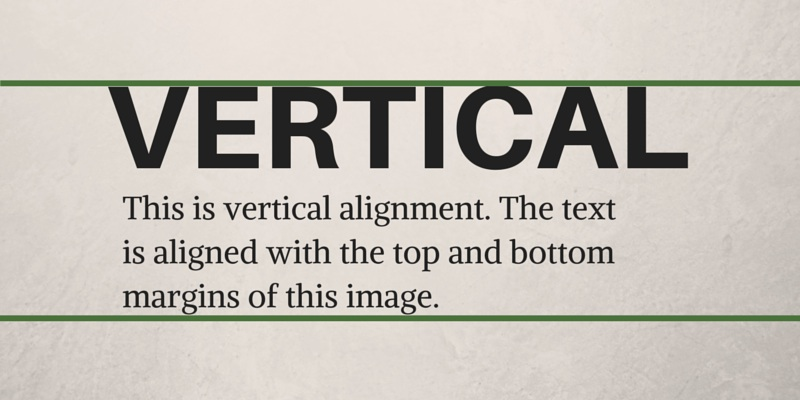 VERTICAL
This is vertical alignment. The text
is aligned with the top and bottom
margins of this image.